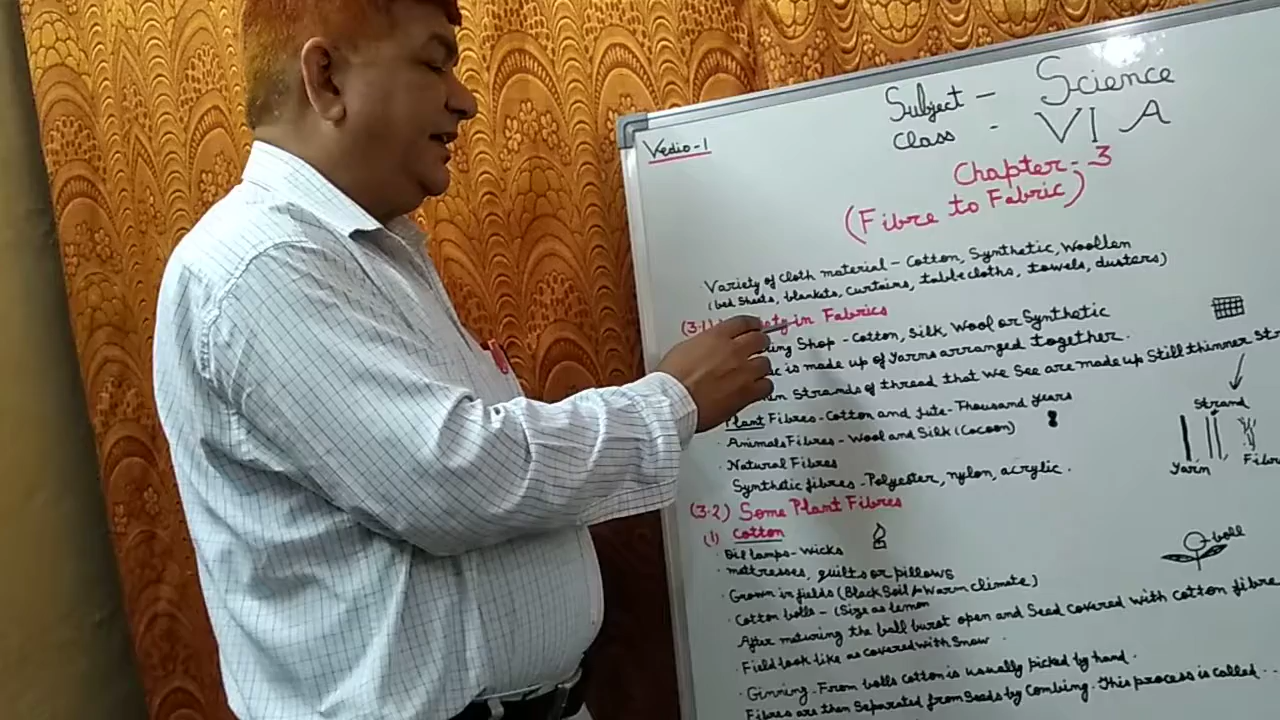 Vedio-1
Subject - Science
Class - VI A
Chapter-3
(Fibre to Fabric)
Variety of cloth material - Cotton, Synthetic, Woollen
(bed Sheets, blankets, curtains, tablecloths, towels, dustars)
(3.1) in Fabrics
Shop - Cotton, Silk, Wool or Synthetic
is made up of Yarns arranged together.
Strands of thread that we See are made up Still thinner
Plant Fibres - Cotton and Jute - Thousand years
· Animals Fibres - Wool and Silk (Cocoon)
· Natural Fibres
Synthetic fibres - Polyester, nylon, acrylic.
Strand
Yarn
(3.2) Some Plant Fibres
(1) Cotton
· Oil lamps - Wicks
· mattresses, quilts or pillows
· Grown in fields (Black Soil Warm climate)
boll
· Cotton bolls - (Size as lemon
After maturing the ball burst open and Sead covered with cotton fibre
· Field look like as covered with Snow.
· Ginning - From bolls cotton is usually picked by hand.
Fibres are then Separated from Seads by Combing. This process is called...